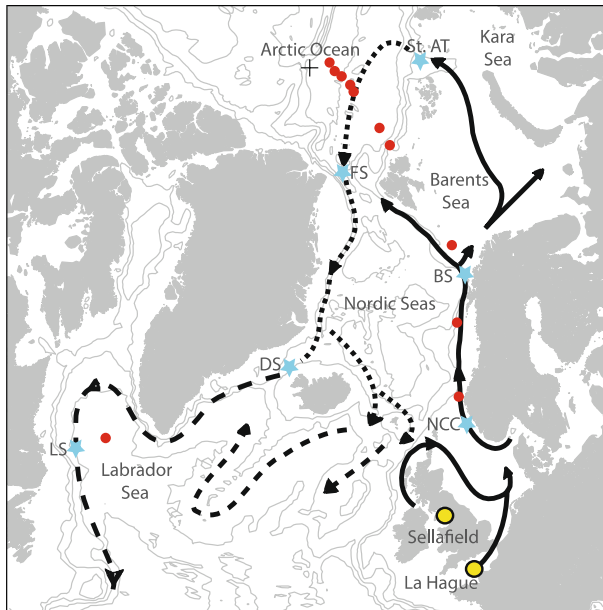 Arctic Ocean
St. AT
Kara
Sea
FS
Barents
Sea
BS
Nordic Seas
DS
NCC
LS
Labrador
Sea
Sellafield
La Hague